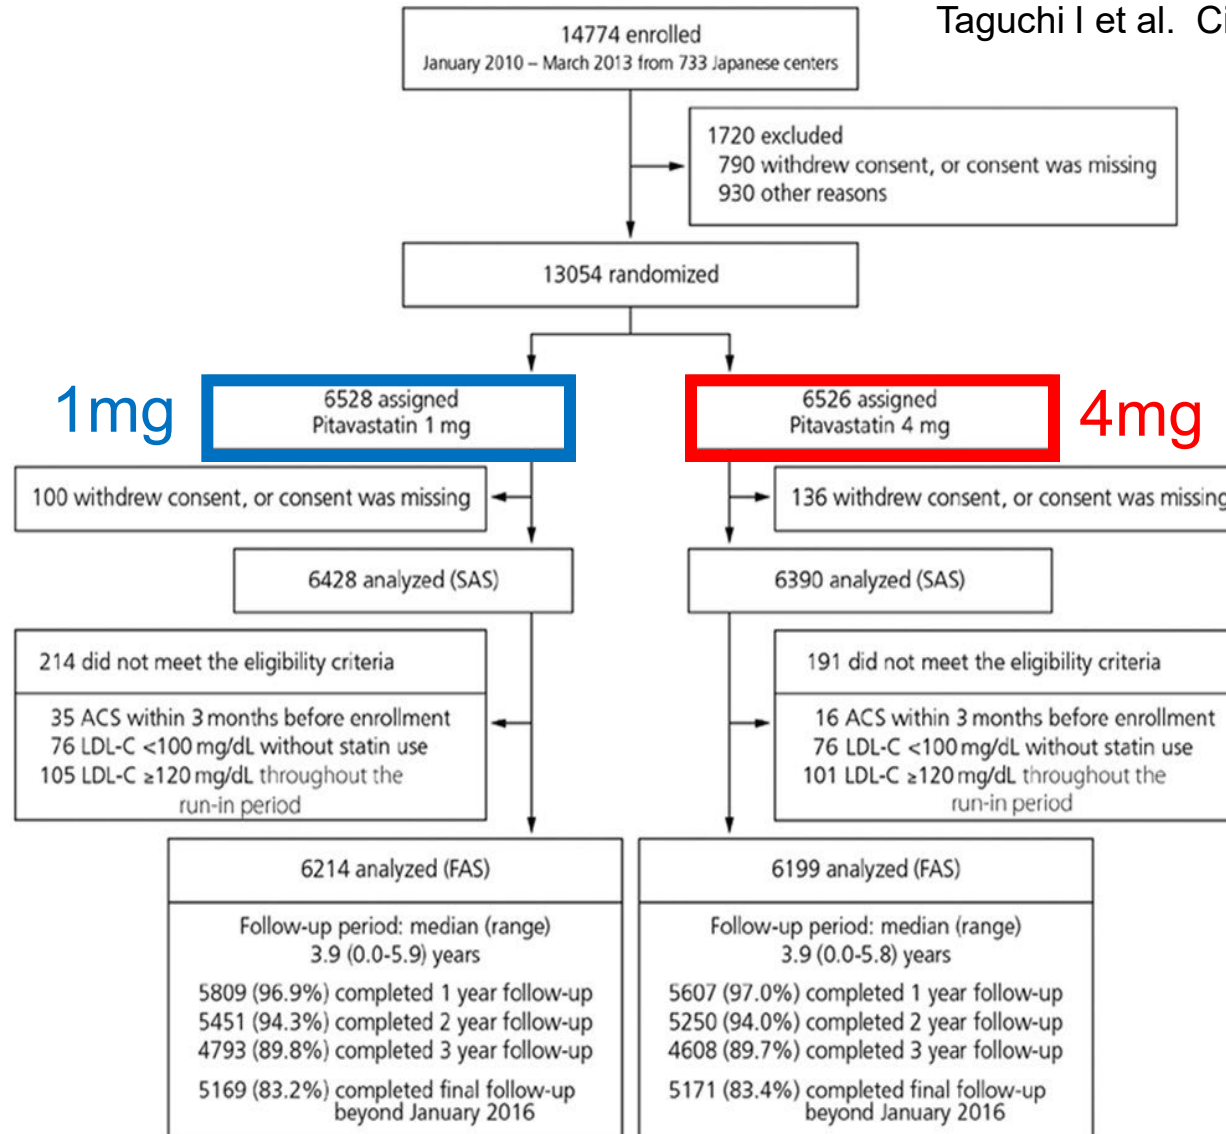 Taguchi I et al. Ci
14774 enrolled
January 2010 – March 2013 from 733 Japanese centers
1720 excluded
790 withdrew consent, or consent was missing
930 other reasons
13054 randomized
1mg
6528 assigned
Pitavastatin 1 mg
6526 assigned
Pitavastatin 4 mg
4mg
100 withdrew consent, or consent was missing
136 withdrew consent, or consent was missing
6428 analyzed (SAS)
6390 analyzed (SAS)
214 did not meet the eligibility criteria
35 ACS within 3 months before enrollment
76 LDL-C <100 mg/dL without statin use
105 LDL-C ≥120 mg/dL throughout the
run-in period
191 did not meet the eligibility criteria
16 ACS within 3 months before enrollment
76 LDL-C <100 mg/dL without statin use
101 LDL-C ≥120 mg/dL throughout the
run-in period
6214 analyzed (FAS)
Follow-up period: median (range)
3.9 (0.0-5.9) years
5809 (96.9%) completed 1 year follow-up
5451 (94.3%) completed 2 year follow-up
4793 (89.8%) completed 3 year follow-up
5169 (83.2%) completed final follow-up
beyond January 2016
6199 analyzed (FAS)
Follow-up period: median (range)
3.9 (0.0-5.8) years
5607 (97.0%) completed 1 year follow-up
5250 (94.0%) completed 2 year follow-up
4608 (89.7%) completed 3 year follow-up
5171 (83.4%) completed final follow-up
beyond January 2016